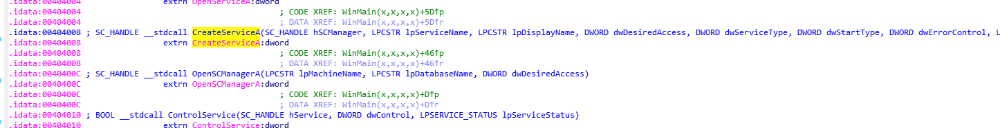 .idata:00404004 extrn OpenServiceA:dword
.idata:00404004 ; CODE XREF: WinMain(x,x,x,x)+5D↑p
.idata:00404004 ; DATA XREF: WinMain(x,x,x,x)+5D↑r
.idata:00404008 ; SC_HANDLE __stdcall CreateServiceA(SC_HANDLE hSCManager, LPCSTR lpServiceName, LPCSTR lpDisplayName, DWORD dwDesiredAccess, DWORD dwServiceType, DWORD dwStartType, DWORD dwErrorControl, L
.idata:00404008 extrn CreateServiceA:dword
.idata:00404008 ; CODE XREF: WinMain(x,x,x,x)+46↑p
.idata:00404008 ; DATA XREF: WinMain(x,x,x,x)+46↑r
.idata:0040400C ; SC_HANDLE __stdcall OpenSCManagerA(LPCSTR lpMachineName, LPCSTR lpDatabaseName, DWORD dwDesiredAccess)
.idata:0040400C extrn OpenSCManagerA:dword
.idata:0040400C ; CODE XREF: WinMain(x,x,x,x)+D↑p
.idata:0040400C ; DATA XREF: WinMain(x,x,x,x)+D↑r
.idata:00404010 ; BOOL __stdcall ControlService(SC_HANDLE hService, DWORD dwControl, LPSERVICE_STATUS lpServiceStatus)
.idata:00404010 extrn ControlService:dword